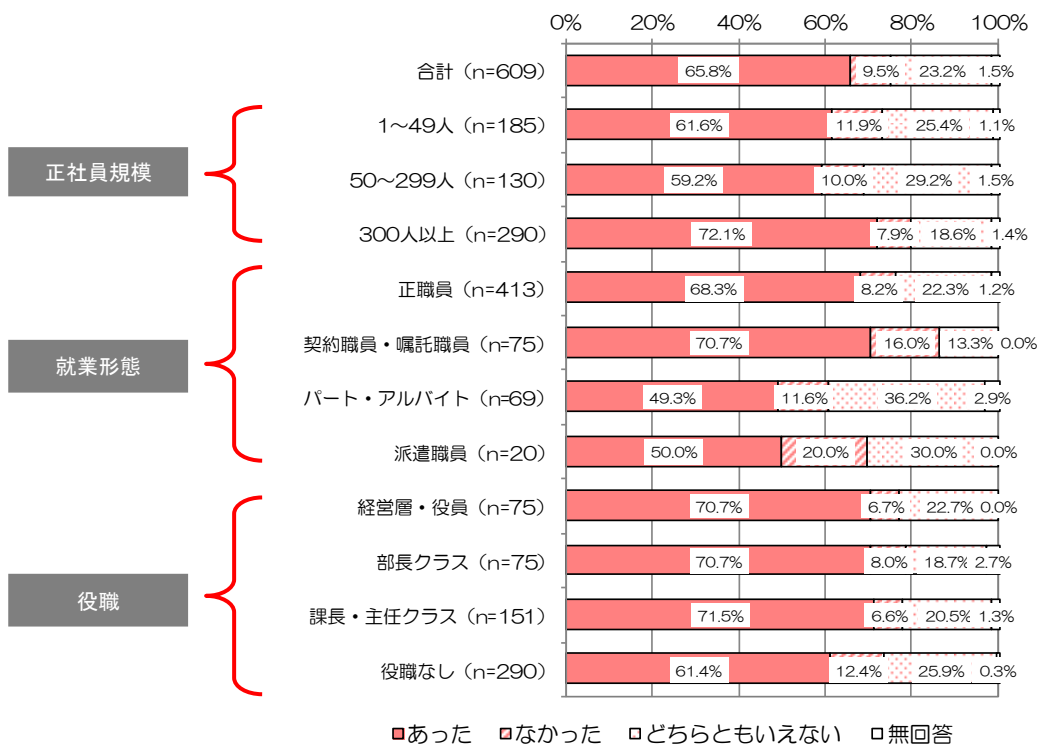 0% 20% 40% 60% 80% 100%
合計（n=609） 65.8% 9.5% 23.2% 1.5%
正社員規模
1～49人（n=185） 61.6% 11.9% 25.4% 1.1%
50～299人（n=130） 59.2% 10.0% 29.2% 1.5%
300人以上（n=290） 72.1% 7.9% 18.6% 1.4%
就業形態
正職員（n=413） 68.3% 8.2% 22.3% 1.2%
契約職員・嘱託職員（n=75） 70.7% 16.0% 13.3% 0.0%
パート・アルバイト（n=69） 49.3% 11.6% 36.2% 2.9%
派遣職員（n=20） 50.0% 20.0% 30.0% 0.0%
役職
経営層・役員（n=75） 70.7% 6.7% 22.7% 0.0%
部長クラス（n=75） 70.7% 8.0% 18.7% 2.7%
課長・主任クラス（n=151） 71.5% 6.6% 20.5% 1.3%
役職なし（n=290） 61.4% 12.4% 25.9% 0.3%
あった なかった どちらともいえない 無回答